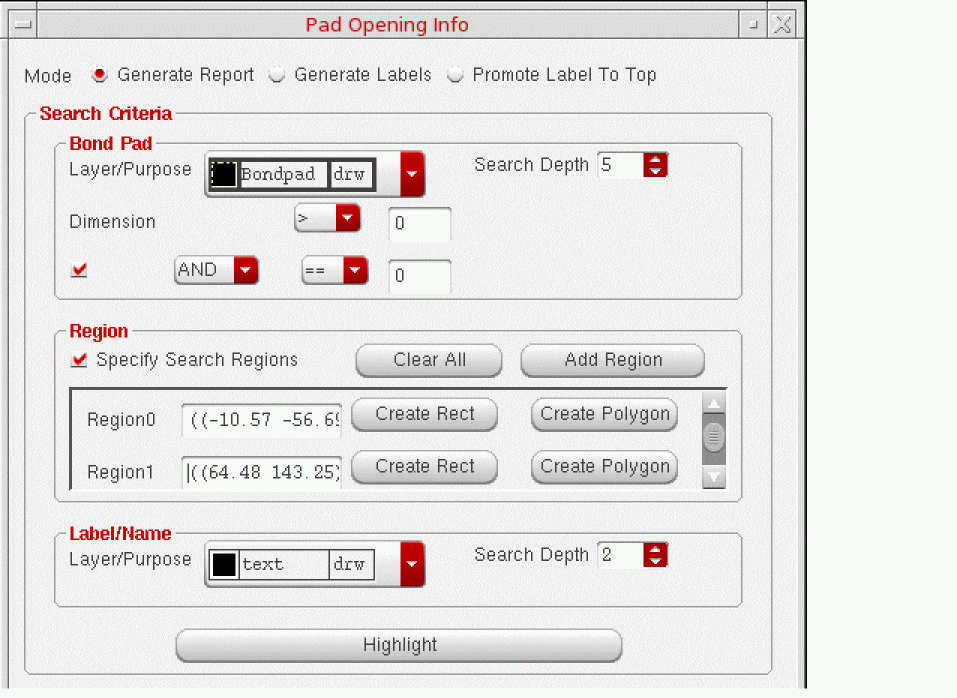 Pad Opening Info
Mode Generate Report Generate Labels Promote Label To Top
Search Criteria
Bond Pad
Layer/Purpose Bondpad drw Search Depth 5
Dimension > 0
AND == 0
Region
Specify Search Regions Clear All Add Region
Region0 ((-10.57 -56.69 Create Rect Create Polygon
Region1 ((64.48 143.25) Create Rect Create Polygon
Label/Name
Layer/Purpose text drw Search Depth 2
Highlight